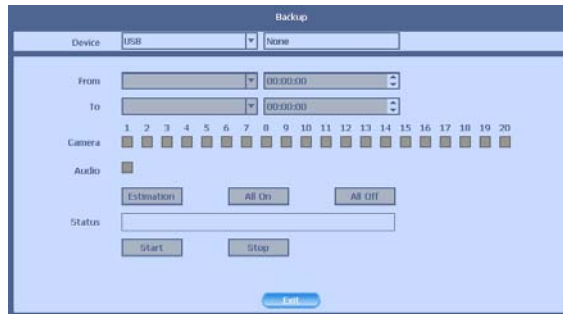 Backup
Device USB None
From 00:00:00
To 00:00:00
1 2 3 4 5 6 7 8 9 10 11 12 13 14 15 16 17 18 19 20
Camera
Audio
Estimation All On All Off
Status
Start Stop
Exit